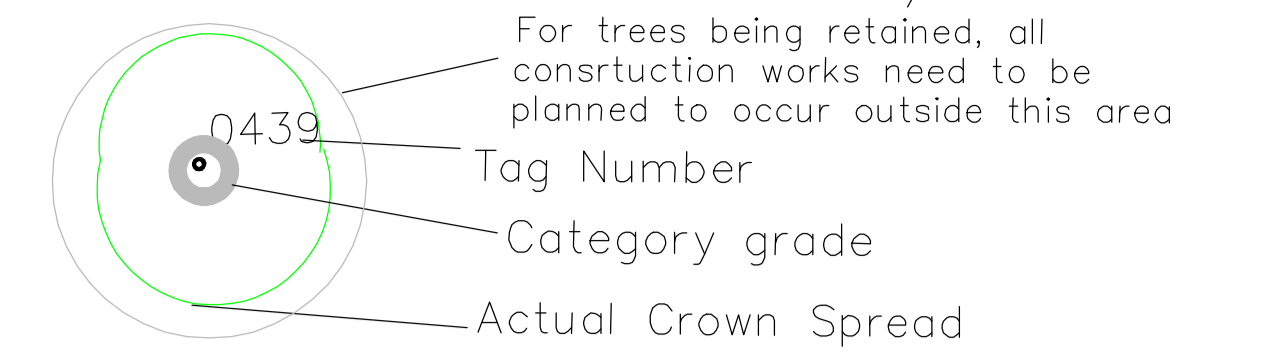 For trees being retained, all
consrtuction works need to be
planned to occur outside this area
0439
Tag Number
Category grade
Actual Crown Spread